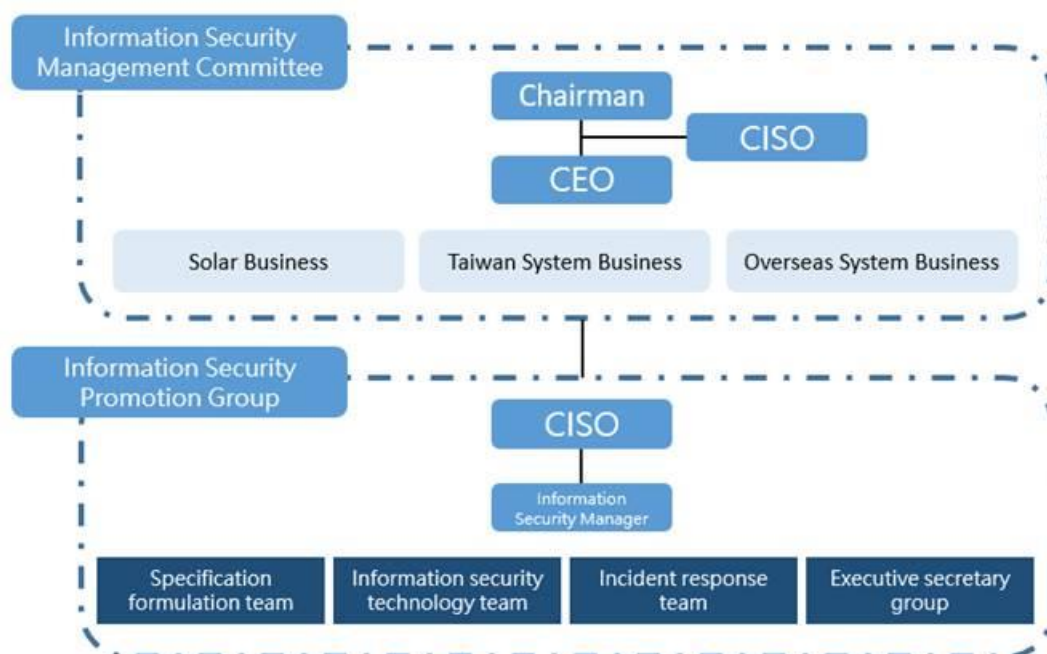 Information Security
Management Committee
Chairman
CISO
CEO
Solar Business
Taiwan System Business
Overseas System Business
Information Security
Promotion Group
CISO
Information
Security Manager
Specification
formulation team
Information security
technology team
Incident response
team
Executive secretary
group